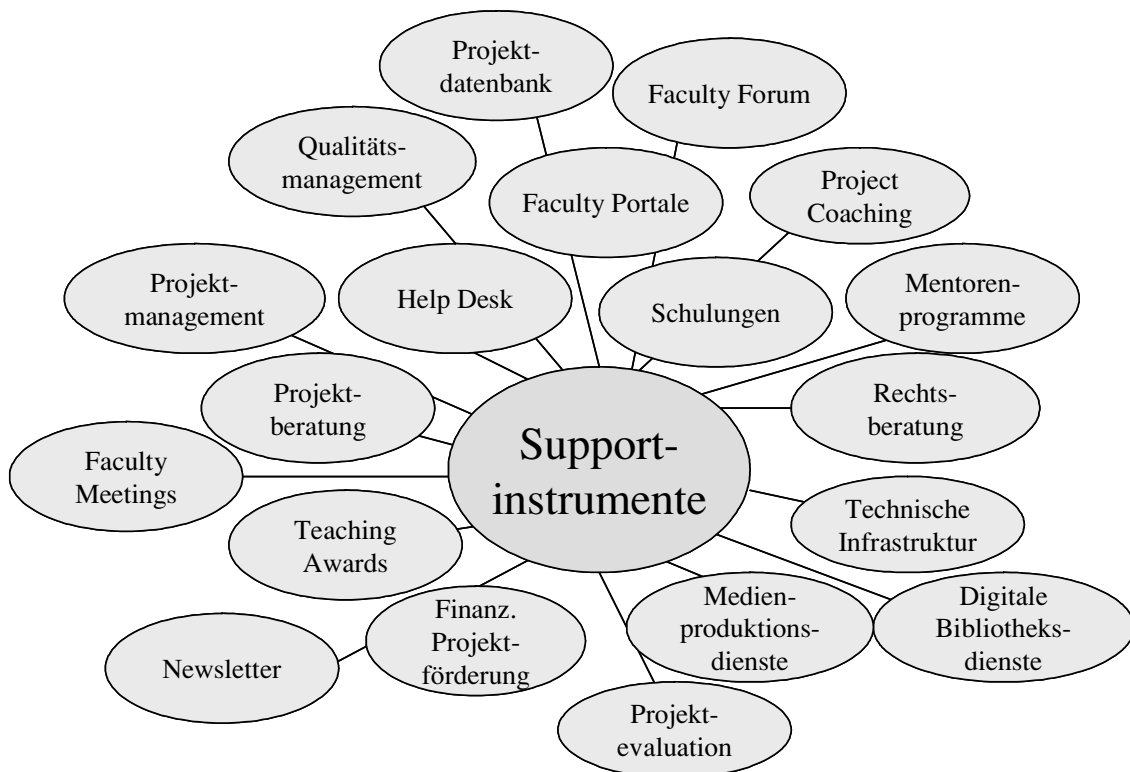 Projekt-
datenbank
Faculty Forum
Qualitäts-
management
Faculty Portale
Project
Coaching
Projekt-
management
Help Desk
Schulungen
Mentoren-
programme
Projekt-
beratung
Rechts-
beratung
Support-
instrumente
Faculty
Meetings
Teaching
Awards
Technische
Infrastruktur
Newsletter
Finanz.
Projekt-
förderung
Medien-
produktions-
dienste
Digitale
Bibliotheks-
dienste
Projekt-
evaluation